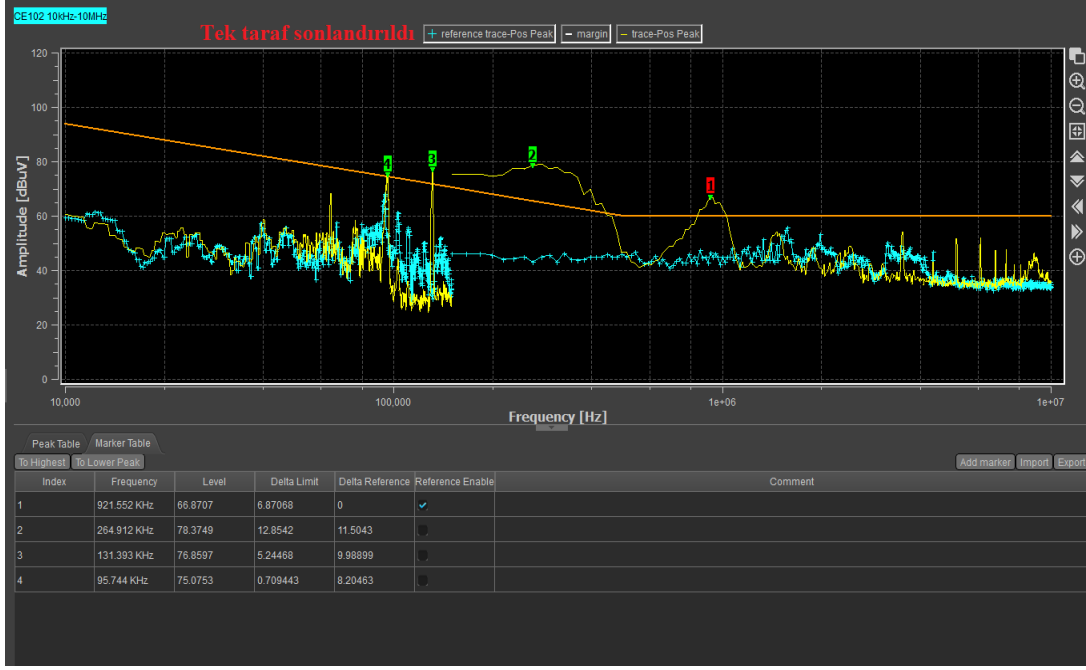 CE102 10kHz-10MHz
Tek taraf sonlandırıldı
reference trace-Pos Peak margin trace-Pos Peak
Amplitude [dBuV]
120
100
80
60
40
20
0
4
3
2
1
10,000 100,000 1e+06 1e+07
Frequency [Hz]
Peak Table Marker Table
To Highest To Lower Peak Add marker Import Export
Index Frequency Level Delta Limit Delta Reference Reference Enable Comment
1 921.552 KHz 66.8707 6.87068 0
2 264.912 KHz 78.3749 12.8542 11.5043
3 131.393 KHz 76.8597 5.24468 9.98899
4 95.744 KHz 75.0753 0.709443 8.20463